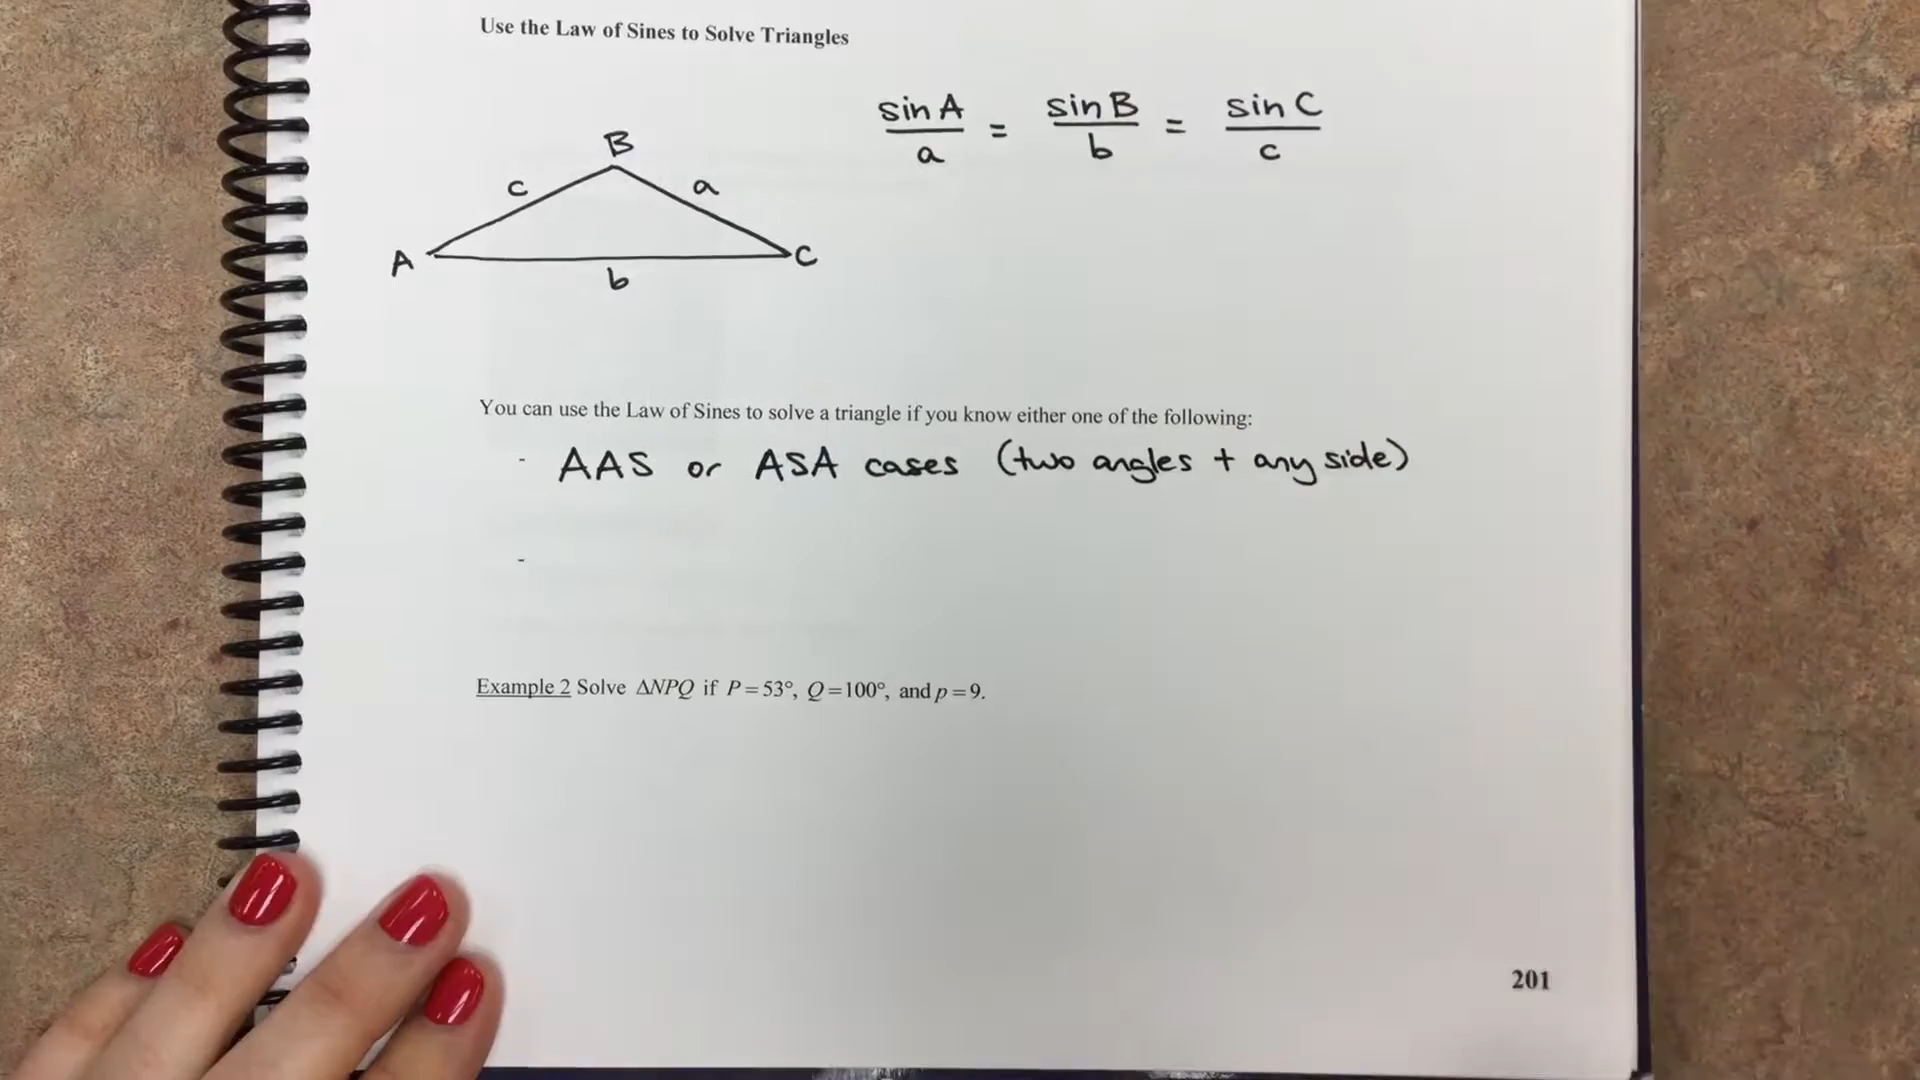 Use the Law of Sines to Solve Triangles
sin A / a = sin B / b = sin C / c
B
c a
A C
b
You can use the Law of Sines to solve a triangle if you know either one of the following:
- AAS or ASA cases (two angles + any side)
-
Example 2 Solve ΔNPQ if P=53°, Q=100°, and p=9.
201